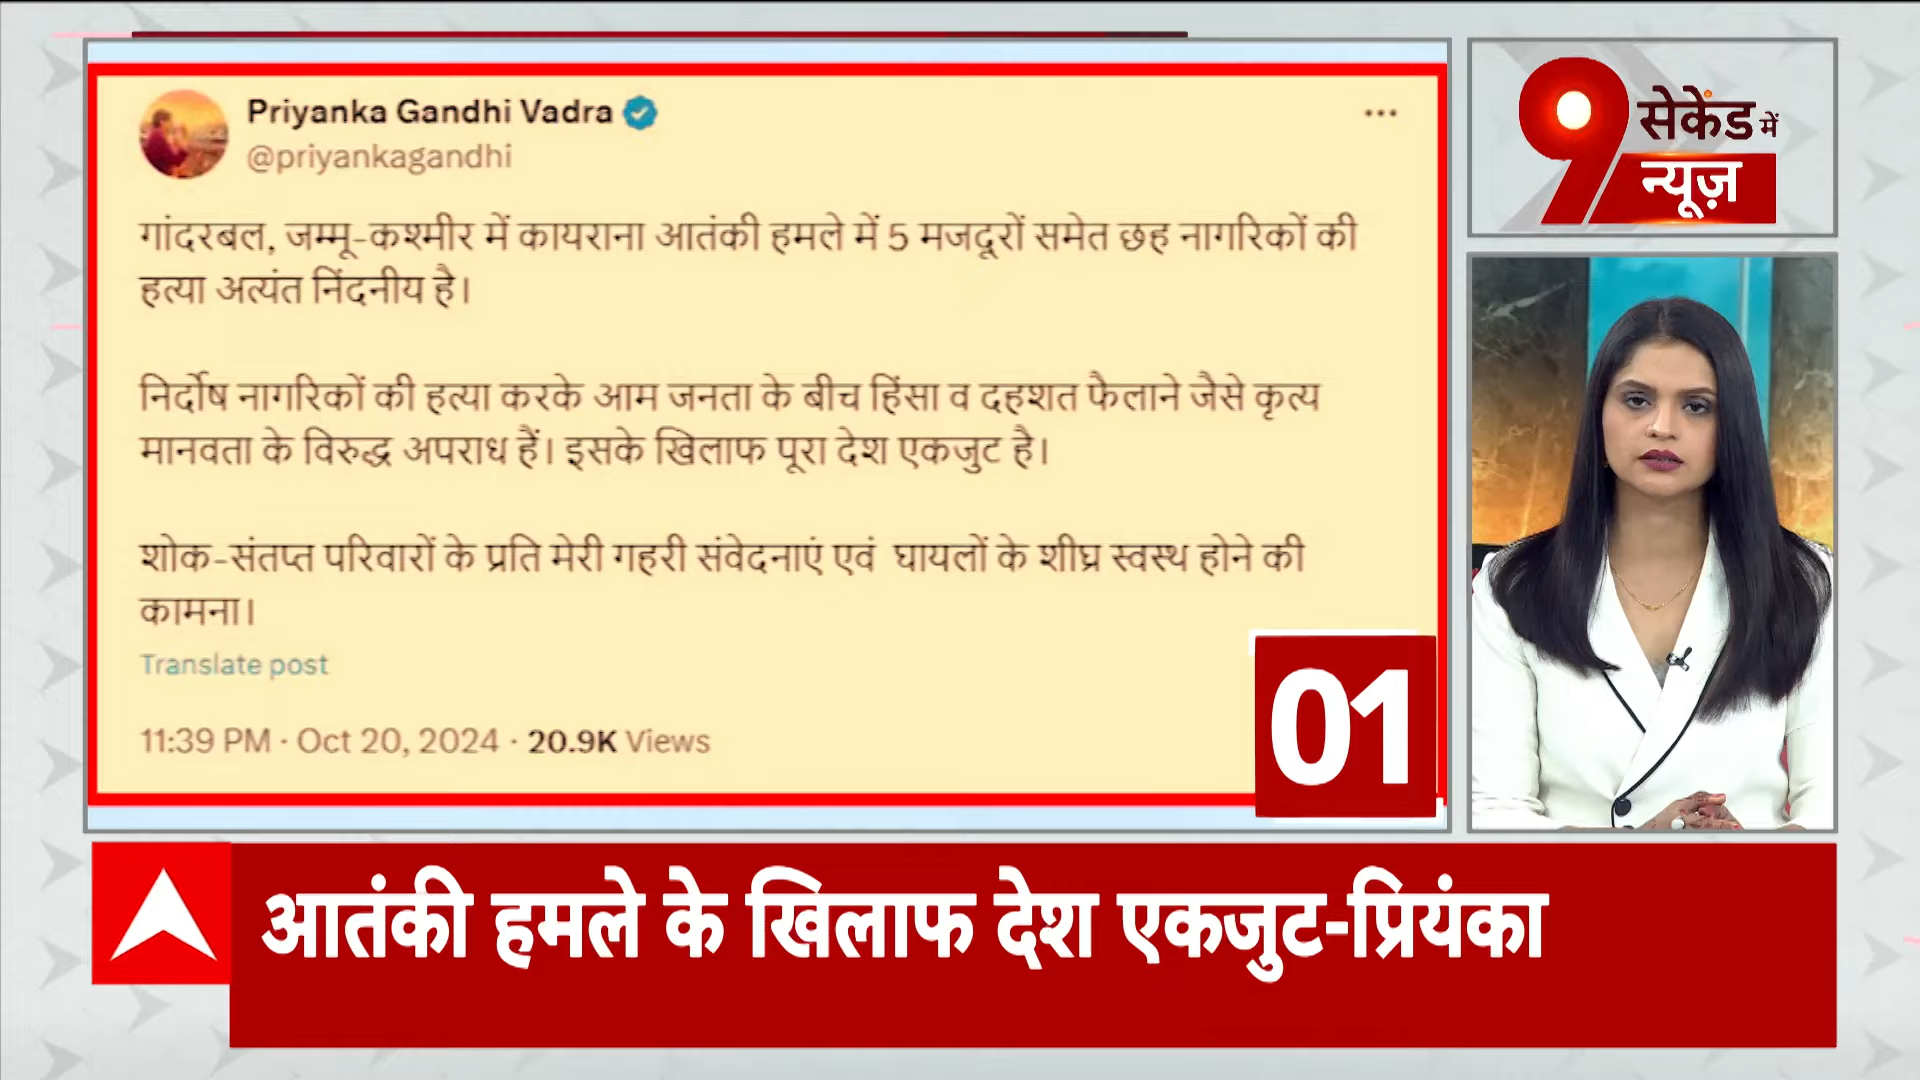 Priyanka Gandhi Vadra
@priyankagandhi
गांदरबल, जम्मू-कश्मीर में कायराना आतंकी हमले में 5 मजदूरों समेत छह नागरिकों की
हत्या अत्यंत निंदनीय है।
निर्दोष नागरिकों की हत्या करके आम जनता के बीच हिंसा व दहशत फैलाने जैसे कृत्य
मानवता के विरुद्ध अपराध हैं। इसके खिलाफ पूरा देश एकजुट है।
शोक-संतप्त परिवारों के प्रति मेरी गहरी संवेदनाएं एवं घायलों के शीघ्र स्वस्थ होने की
कामना।
Translate post
11:39 PM · Oct 20, 2024 · 20.9K Views
01
9 सेकेंड में
न्यूज़
आतंकी हमले के खिलाफ देश एकजुट-प्रियंका